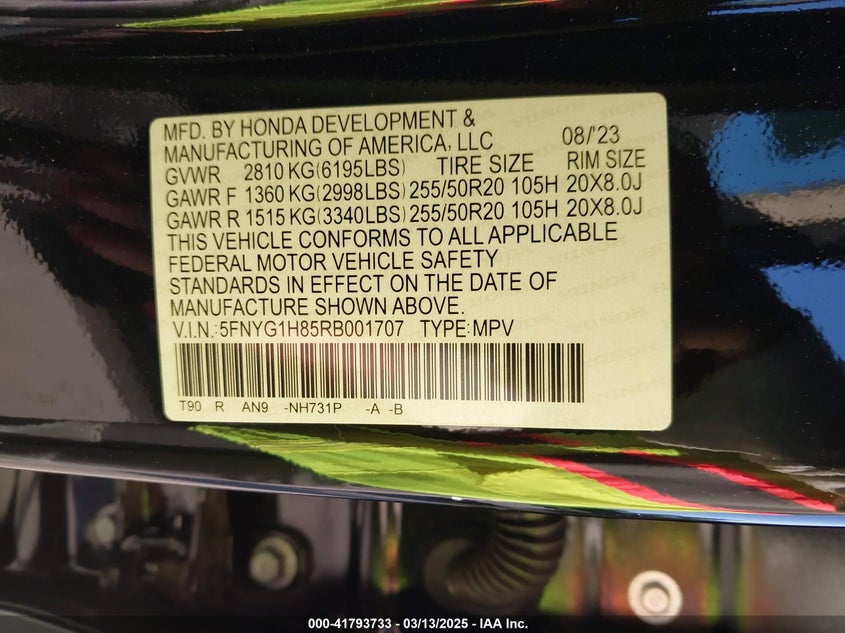 MFD. BY HONDA DEVELOPMENT &
MANUFACTURING OF AMERICA, LLC 08/'23
GVWR 2810 KG(6195LBS) TIRE SIZE RIM SIZE
GAWR F 1360 KG(2998LBS) 255/50R20 105H 20X8.0J
GAWR R 1515 KG(3340LBS) 255/50R20 105H 20X8.0J
THIS VEHICLE CONFORMS TO ALL APPLICABLE
FEDERAL MOTOR VEHICLE SAFETY
STANDARDS IN EFFECT ON THE DATE OF
MANUFACTURE SHOWN ABOVE.
V.I.N.:5FNYG1H85RB001707 TYPE:MPV
T90 R AN9 -NH731P -A -B
000-41793733 / 03/13/2025 - IAA Inc.